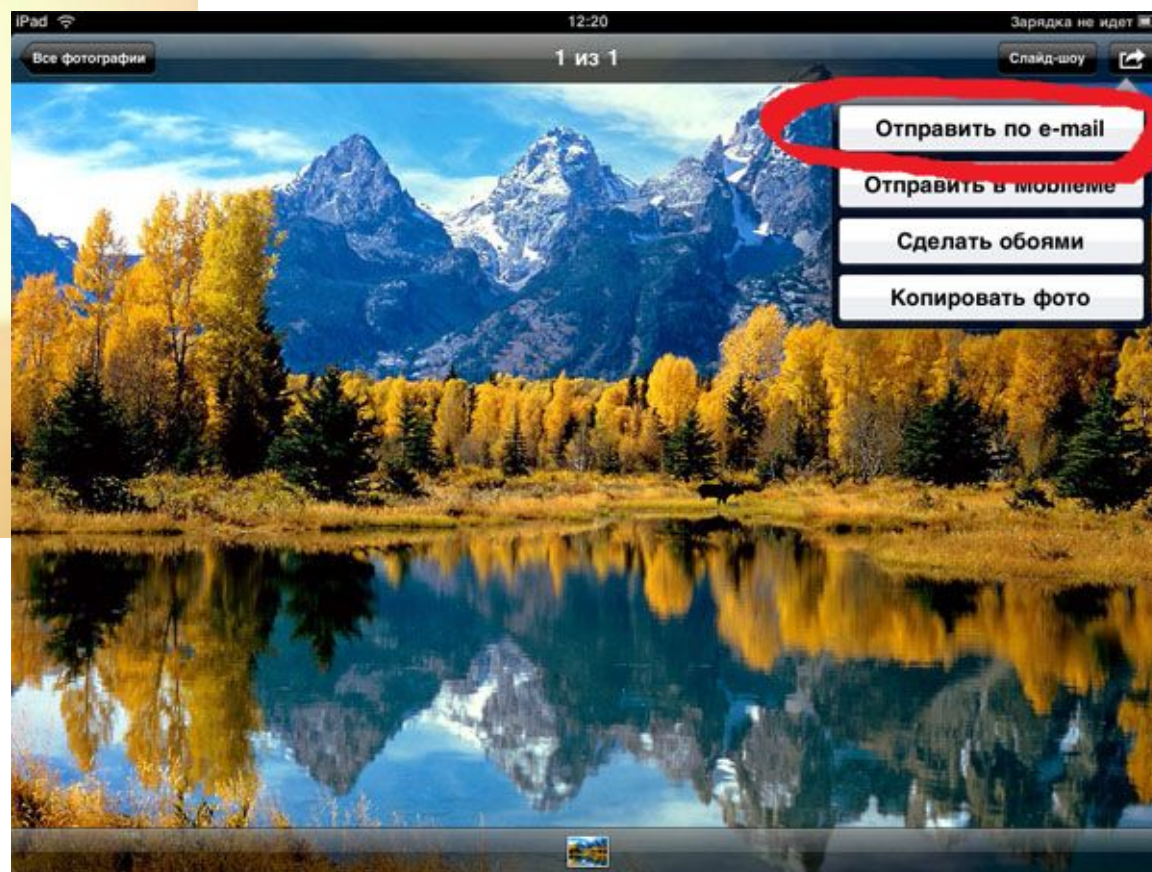 iPad 12:20 Зарядка не идет
Все фотографии 1 из 1 Слайд-шоу
Отправить по e-mail
Отправить в MobileMe
Сделать обоями
Копировать фото